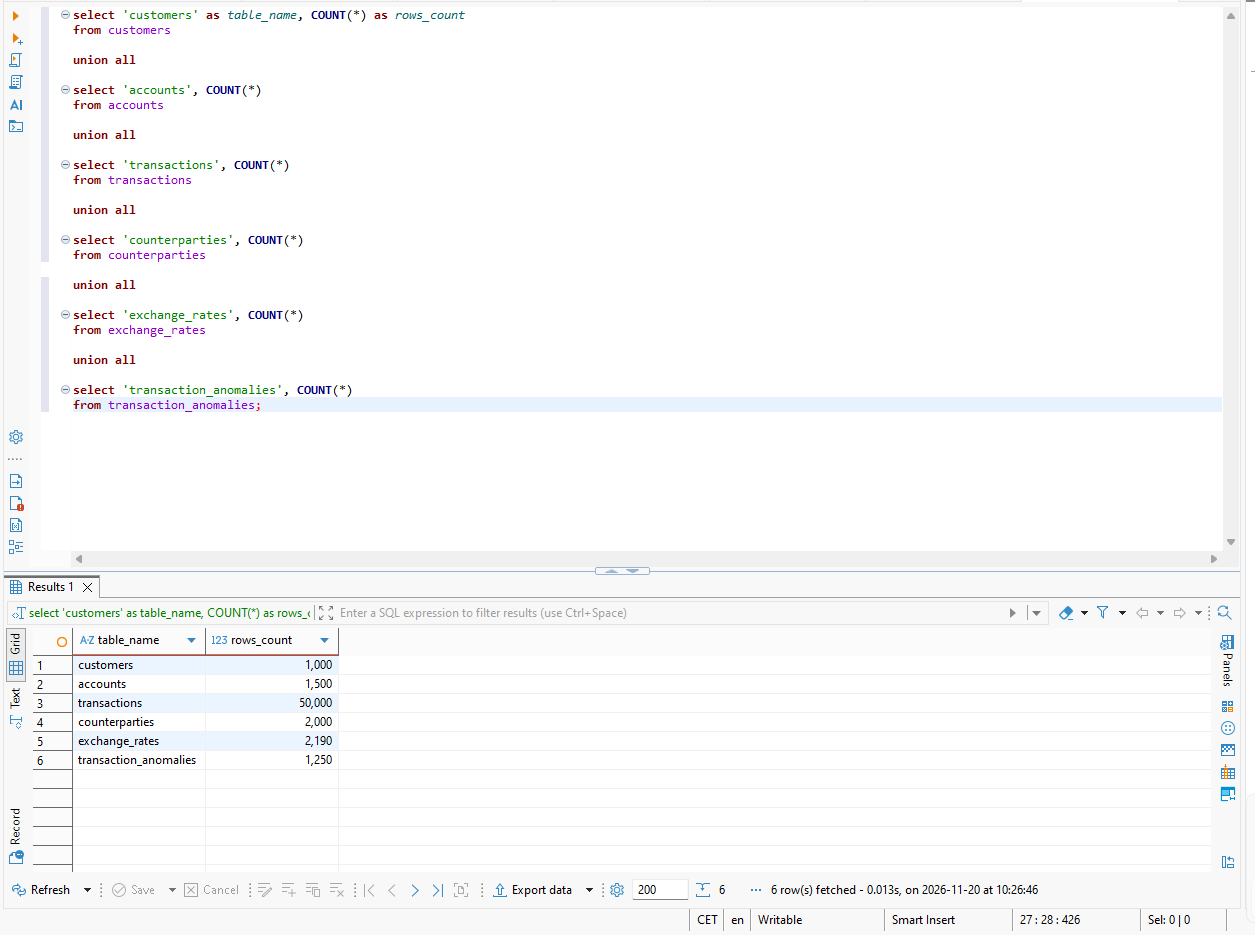 select 'customers' as table_name, COUNT(*) as rows_count
from customers
union all
select 'accounts', COUNT(*)
from accounts
union all
select 'transactions', COUNT(*)
from transactions
union all
select 'counterparties', COUNT(*)
from counterparties
union all
select 'exchange_rates', COUNT(*)
from exchange_rates
union all
select 'transaction_anomalies', COUNT(*)
from transaction_anomalies;
AI
Results 1
select 'customers' as table_name, COUNT(*) as rows_c
Enter a SQL expression to filter results (use Ctrl+Space)
Grid
Text
Record
A-Z table_name 123 rows_count
1 customers 1,000
2 accounts 1,500
3 transactions 50,000
4 counterparties 2,000
5 exchange_rates 2,190
6 transaction_anomalies 1,250
Panels
Refresh Save Cancel Export data 200 6 ··· 6 row(s) fetched - 0.013s, on 2026-11-20 at 10:26:46
CET en Writable Smart Insert 27 : 28 : 426 Sel: 0 | 0